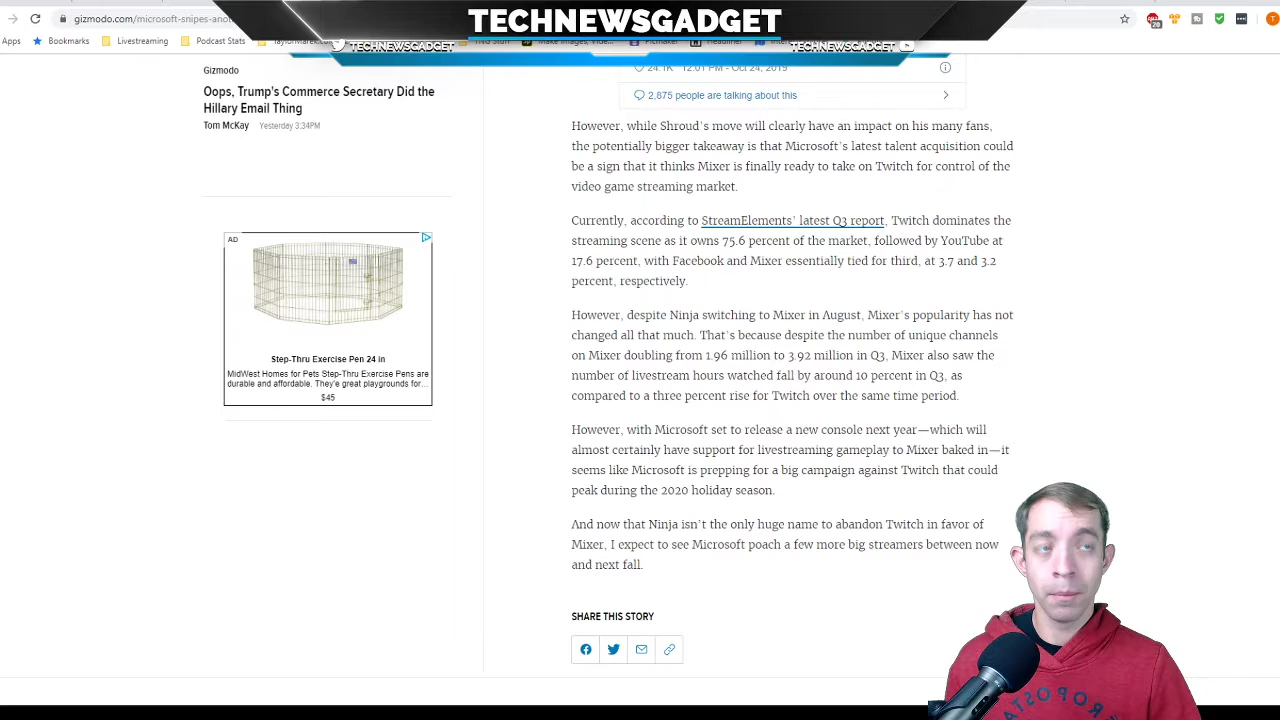 TECHNEWSGADGET
gizmodo.com/microsoft-snipes-ano
Apps
Bookmarks
Livestreaming
Podcast Stats
TECHNEWSGADGET
TECHNEWSGADGET
20
T
Gizmodo
Oops, Trump's Commerce Secretary Did the
Hillary Email Thing
Tom McKay Yesterday 3:34PM
AD
Step-Thru Exercise Pen 24 in
MidWest Homes for Pets Step-Thru Exercise Pens are
durable and affordable. They're great playgrounds for...
$45
24.1K 12:01 PM - Oct 24, 2019
2,875 people are talking about this
However, while Shroud's move will clearly have an impact on his many fans,
the potentially bigger takeaway is that Microsoft's latest talent acquisition could
be a sign that it thinks Mixer is finally ready to take on Twitch for control of the
video game streaming market.
Currently, according to StreamElements' latest Q3 report, Twitch dominates the
streaming scene as it owns 75.6 percent of the market, followed by YouTube at
17.6 percent, with Facebook and Mixer essentially tied for third, at 3.7 and 3.2
percent, respectively.
However, despite Ninja switching to Mixer in August, Mixer's popularity has not
changed all that much. That's because despite the number of unique channels
on Mixer doubling from 1.96 million to 3.92 million in Q3, Mixer also saw the
number of livestream hours watched fall by around 10 percent in Q3, as
compared to a three percent rise for Twitch over the same time period.
However, with Microsoft set to release a new console next year—which will
almost certainly have support for livestreaming gameplay to Mixer baked in—it
seems like Microsoft is prepping for a big campaign against Twitch that could
peak during the 2020 holiday season.
And now that Ninja isn't the only huge name to abandon Twitch in favor of
Mixer, I expect to see Microsoft poach a few more big streamers between now
and next fall.
SHARE THIS STORY